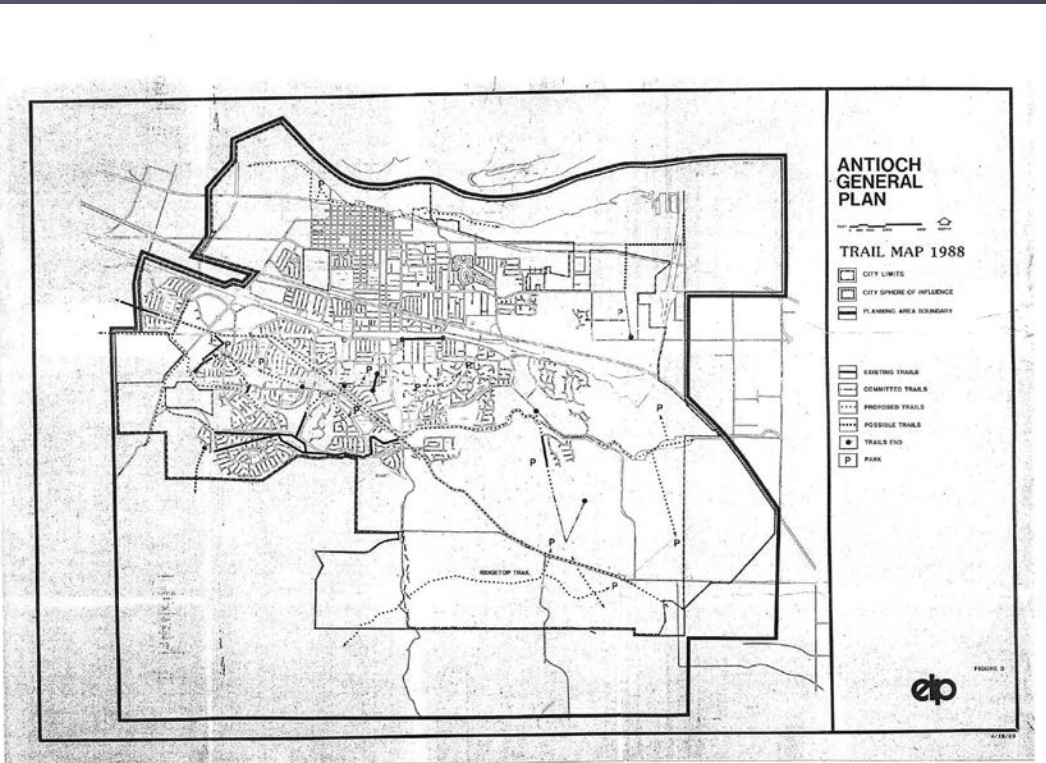 ANTIOCH
GENERAL
PLAN
NORTH
TRAIL MAP 1988
CITY LIMITS
CITY SPHERE OF INFLUENCE
PLANNING AREA BOUNDARY
EXISTING TRAILS
COMMITTED TRAILS
PROPOSED TRAILS
POSSIBLE TRAILS
TRAILS END
P PARK
P
P
P
P
P
P
P
P
P
P
P
RIDGETOP TRAIL
P
FIGURE 3